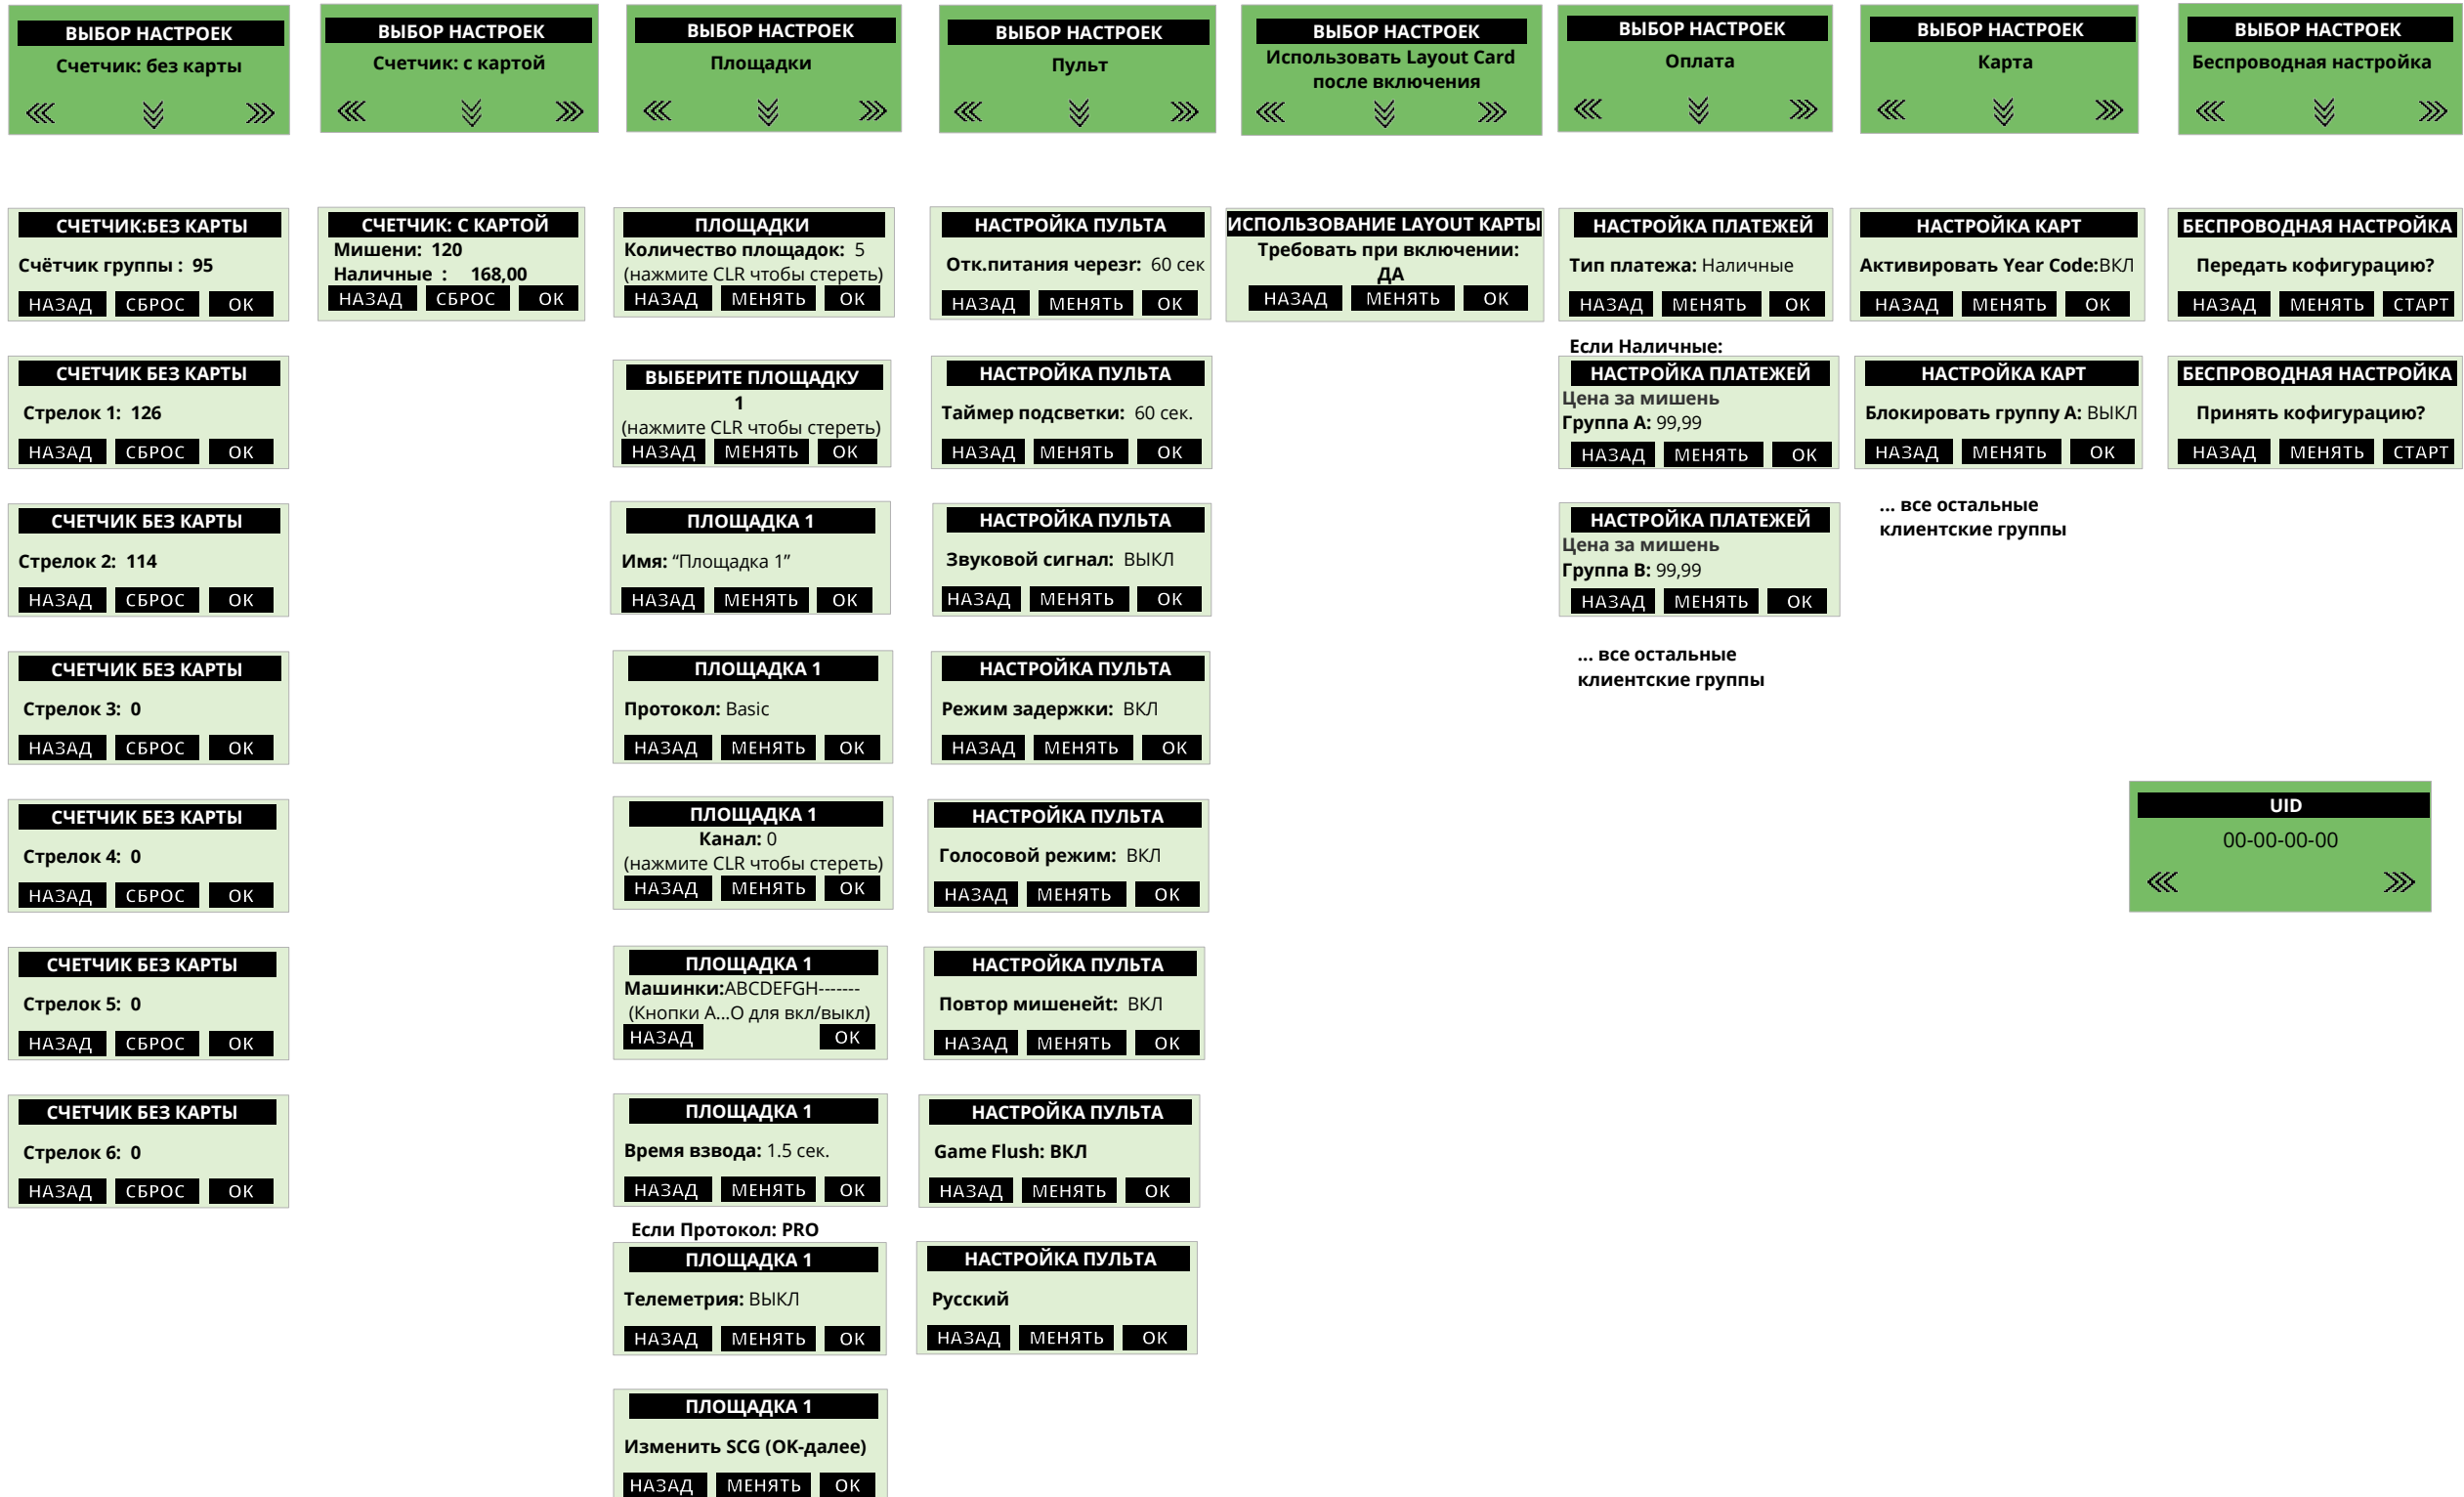 ВЫБОР НАСТРОЕК
Счетчик: без карты
ВЫБОР НАСТРОЕК
Счетчик: с картой
ВЫБОР НАСТРОЕК
Площадки
ВЫБОР НАСТРОЕК
Пульт
ВЫБОР НАСТРОЕК
Использовать Layout Card
после включения
ВЫБОР НАСТРОЕК
Оплата
ВЫБОР НАСТРОЕК
Карта
ВЫБОР НАСТРОЕК
Беспроводная настройка
СЧЕТЧИК:БЕЗ КАРТЫ
Счётчик группы : 95
НАЗАД СБРОС OK
СЧЕТЧИК БЕЗ КАРТЫ
Стрелок 1: 126
НАЗАД СБРОС OK
СЧЕТЧИК БЕЗ КАРТЫ
Стрелок 2: 114
НАЗАД СБРОС OK
СЧЕТЧИК БЕЗ КАРТЫ
Стрелок 3: 0
НАЗАД СБРОС OK
СЧЕТЧИК БЕЗ КАРТЫ
Стрелок 4: 0
НАЗАД СБРОС OK
СЧЕТЧИК БЕЗ КАРТЫ
Стрелок 5: 0
НАЗАД СБРОС OK
СЧЕТЧИК БЕЗ КАРТЫ
Стрелок 6: 0
НАЗАД СБРОС OK
СЧЕТЧИК: С КАРТОЙ
Мишени: 120
Наличные : 168,00
НАЗАД СБРОС OK
ПЛОЩАДКИ
Количество площадок: 5
(нажмите CLR чтобы стереть)
НАЗАД МЕНЯТЬ OK
ВЫБЕРИТЕ ПЛОЩАДКУ
1
(нажмите CLR чтобы стереть)
НАЗАД МЕНЯТЬ OK
ПЛОЩАДКА 1
Имя: “Площадка 1”
НАЗАД МЕНЯТЬ OK
ПЛОЩАДКА 1
Протокол: Basic
НАЗАД МЕНЯТЬ OK
ПЛОЩАДКА 1
Канал: 0
(нажмите CLR чтобы стереть)
НАЗАД МЕНЯТЬ OK
ПЛОЩАДКА 1
Машинки:ABCDEFGH-------
(Кнопки A...O для вкл/выкл)
НАЗАД OK
ПЛОЩАДКА 1
Время взвода: 1.5 сек.
НАЗАД МЕНЯТЬ OK
Если Протокол: PRO
ПЛОЩАДКА 1
Телеметрия: ВЫКЛ
НАЗАД МЕНЯТЬ OK
ПЛОЩАДКА 1
Изменить SCG (OK-далее)
НАЗАД МЕНЯТЬ OK
НАСТРОЙКА ПУЛЬТА
Отк.питания черезr: 60 сек
НАЗАД МЕНЯТЬ OK
НАСТРОЙКА ПУЛЬТА
Таймер подсветки: 60 сек.
НАЗАД МЕНЯТЬ OK
НАСТРОЙКА ПУЛЬТА
Звуковой сигнал: ВЫКЛ
НАЗАД МЕНЯТЬ OK
НАСТРОЙКА ПУЛЬТА
Режим задержки: ВКЛ
НАЗАД МЕНЯТЬ OK
НАСТРОЙКА ПУЛЬТА
Голосовой режим: ВКЛ
НАЗАД МЕНЯТЬ OK
НАСТРОЙКА ПУЛЬТА
Повтор мишенейt: ВКЛ
НАЗАД МЕНЯТЬ OK
НАСТРОЙКА ПУЛЬТА
Game Flush: ВКЛ
НАЗАД МЕНЯТЬ OK
НАСТРОЙКА ПУЛЬТА
Русский
НАЗАД МЕНЯТЬ OK
ИСПОЛЬЗОВАНИЕ LAYOUT КАРТЫ
Требовать при включении:
ДА
НАЗАД МЕНЯТЬ OK
НАСТРОЙКА ПЛАТЕЖЕЙ
Тип платежа: Наличные
НАЗАД МЕНЯТЬ OK
Если Наличные:
НАСТРОЙКА ПЛАТЕЖЕЙ
Цена за мишень
Группа А: 99,99
НАЗАД МЕНЯТЬ OK
НАСТРОЙКА ПЛАТЕЖЕЙ
Цена за мишень
Группа B: 99,99
НАЗАД МЕНЯТЬ OK
... все остальные
клиентские группы
НАСТРОЙКА КАРТ
Активировать Year Code:ВКЛ
НАЗАД МЕНЯТЬ OK
НАСТРОЙКА КАРТ
Блокировать группу А: ВЫКЛ
НАЗАД МЕНЯТЬ OK
... все остальные
клиентские группы
БЕСПРОВОДНАЯ НАСТРОЙКА
Передать кофигурацию?
НАЗАД МЕНЯТЬ СТАРТ
БЕСПРОВОДНАЯ НАСТРОЙКА
Принять кофигурацию?
НАЗАД МЕНЯТЬ СТАРТ
UID
00-00-00-00